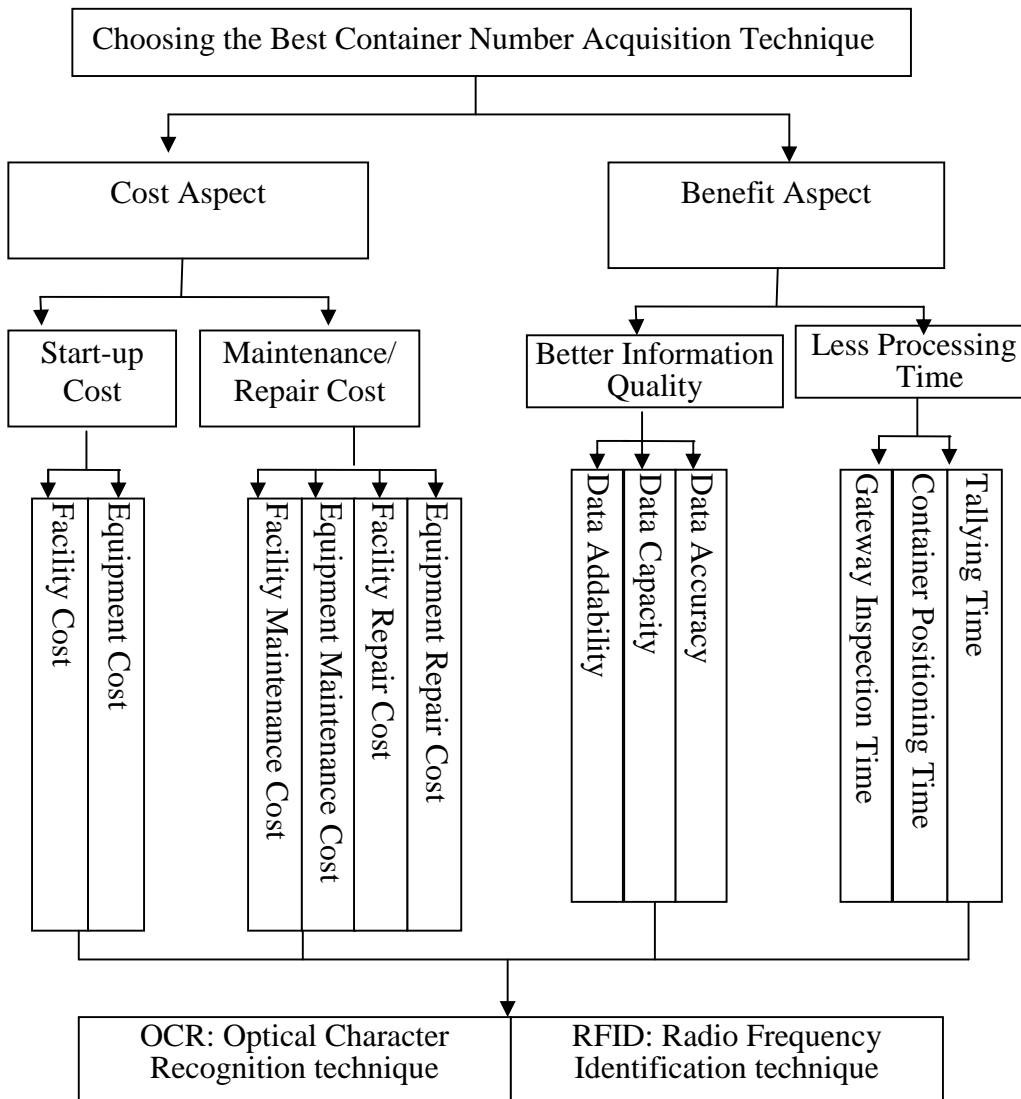 Choosing the Best Container Number Acquisition Technique
Cost Aspect
Benefit Aspect
Start-up
Cost
Maintenance/
Repair Cost
Better Information
Quality
Less Processing
Time
Facility Cost
Equipment Cost
Facility Maintenance Cost
Equipment Maintenance Cost
Facility Repair Cost
Equipment Repair Cost
Data Addability
Data Capacity
Data Accuracy
Gateway Inspection Time
Container Positioning Time
Tallying Time
OCR: Optical Character
Recognition technique
RFID: Radio Frequency
Identification technique